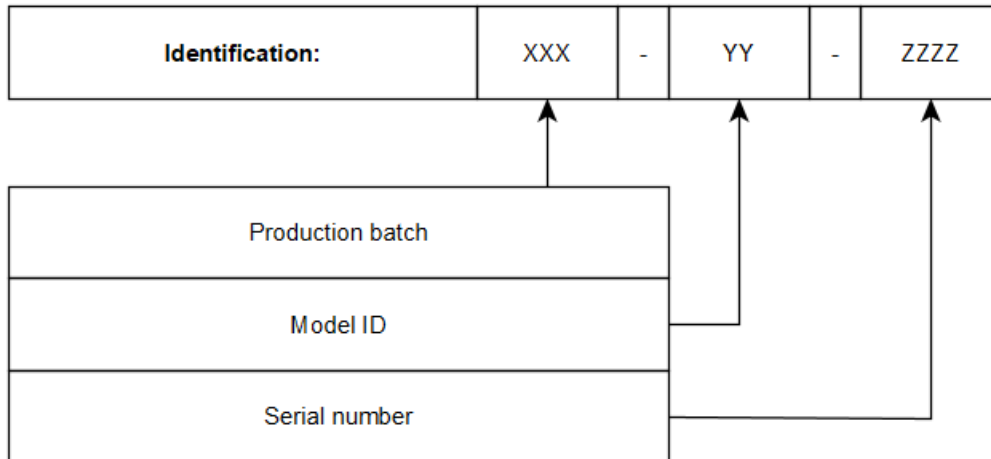 Identification: XXX - YY - ZZZZ
Production batch
Model ID
Serial number